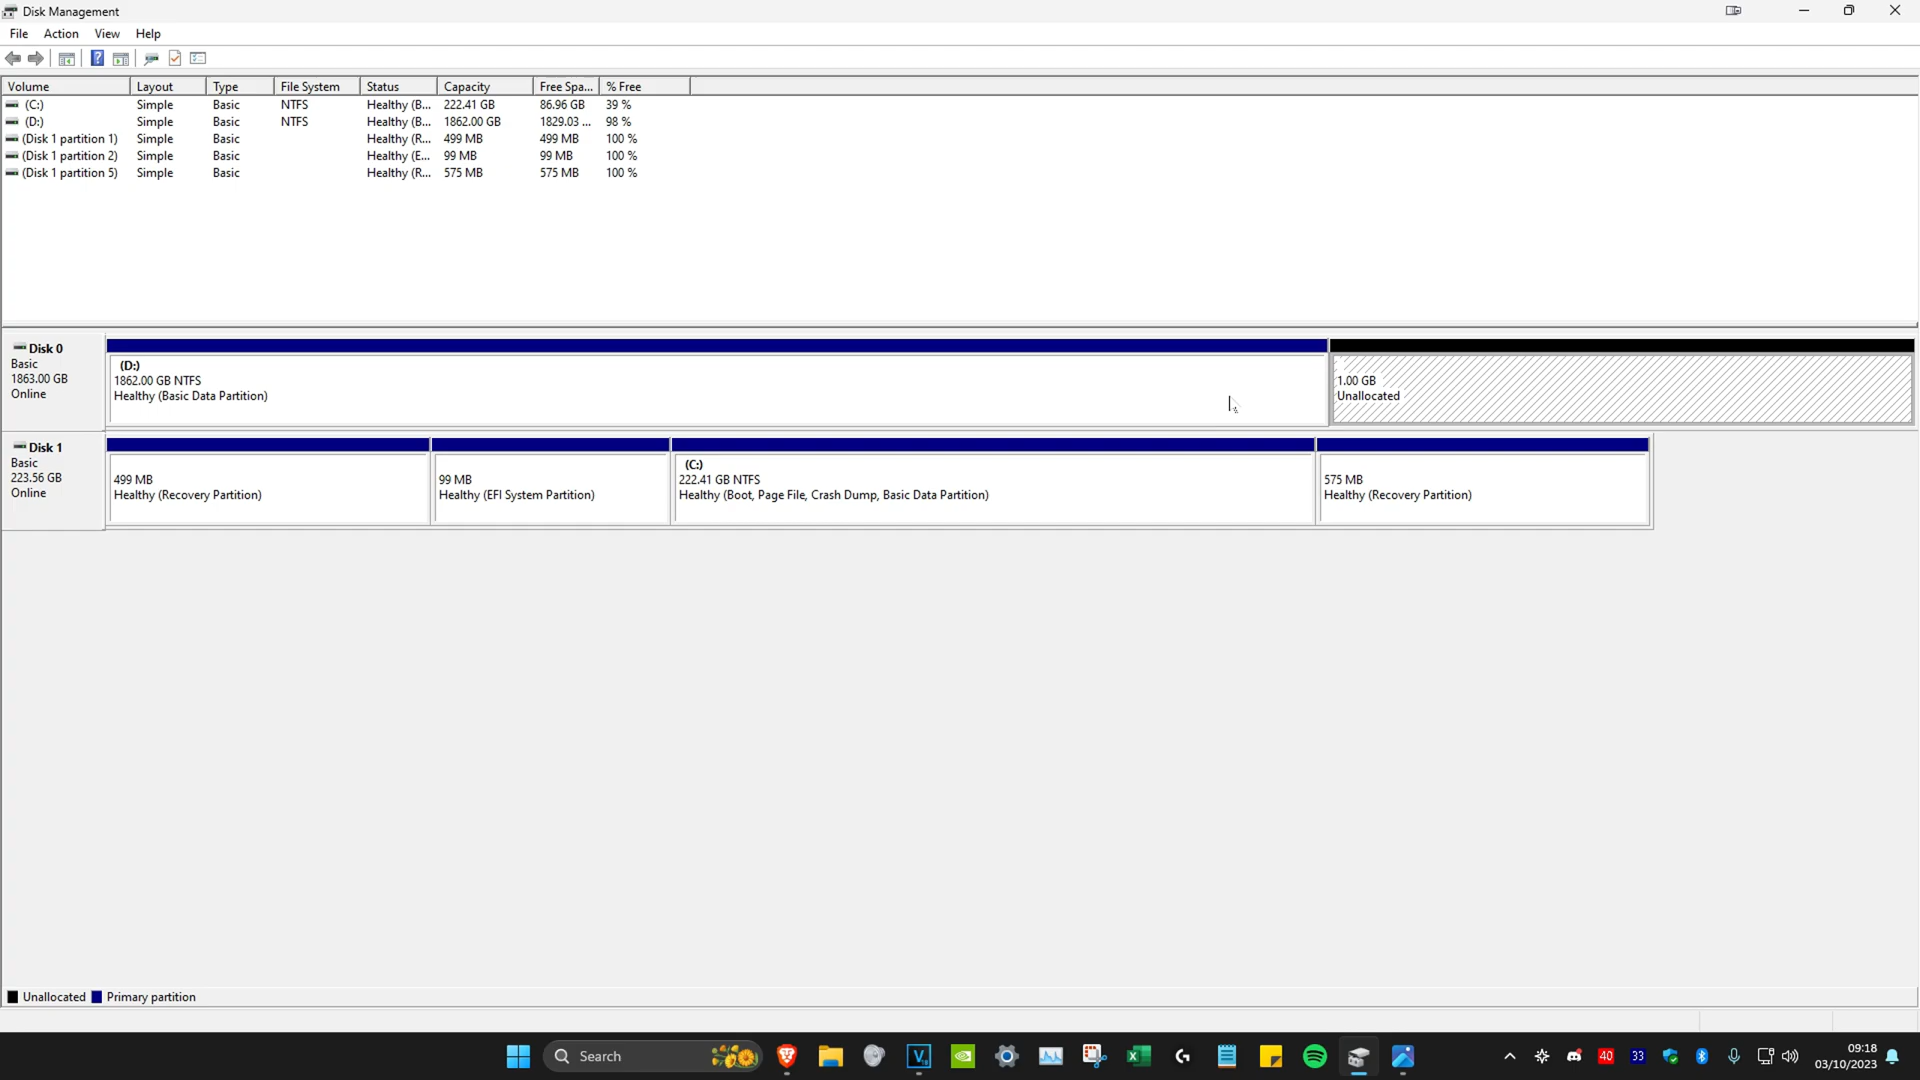 Disk Management
File Action View Help
Volume Layout Type File System Status Capacity Free Spa... % Free
(C:) Simple Basic NTFS Healthy (B... 222.41 GB 86.96 GB 39 %
(D:) Simple Basic NTFS Healthy (B... 1862.00 GB 1829.03 ... 98 %
(Disk 1 partition 1) Simple Basic Healthy (R... 499 MB 499 MB 100 %
(Disk 1 partition 2) Simple Basic Healthy (E... 99 MB 99 MB 100 %
(Disk 1 partition 5) Simple Basic Healthy (R... 575 MB 575 MB 100 %
Disk 0
Basic
1863.00 GB
Online
(D:)
1862.00 GB NTFS
Healthy (Basic Data Partition)
1.00 GB
Unallocated
Disk 1
Basic
223.56 GB
Online
499 MB
Healthy (Recovery Partition)
99 MB
Healthy (EFI System Partition)
(C:)
222.41 GB NTFS
Healthy (Boot, Page File, Crash Dump, Basic Data Partition)
575 MB
Healthy (Recovery Partition)
Unallocated Primary partition
Search
40 33
09:18
03/10/2023